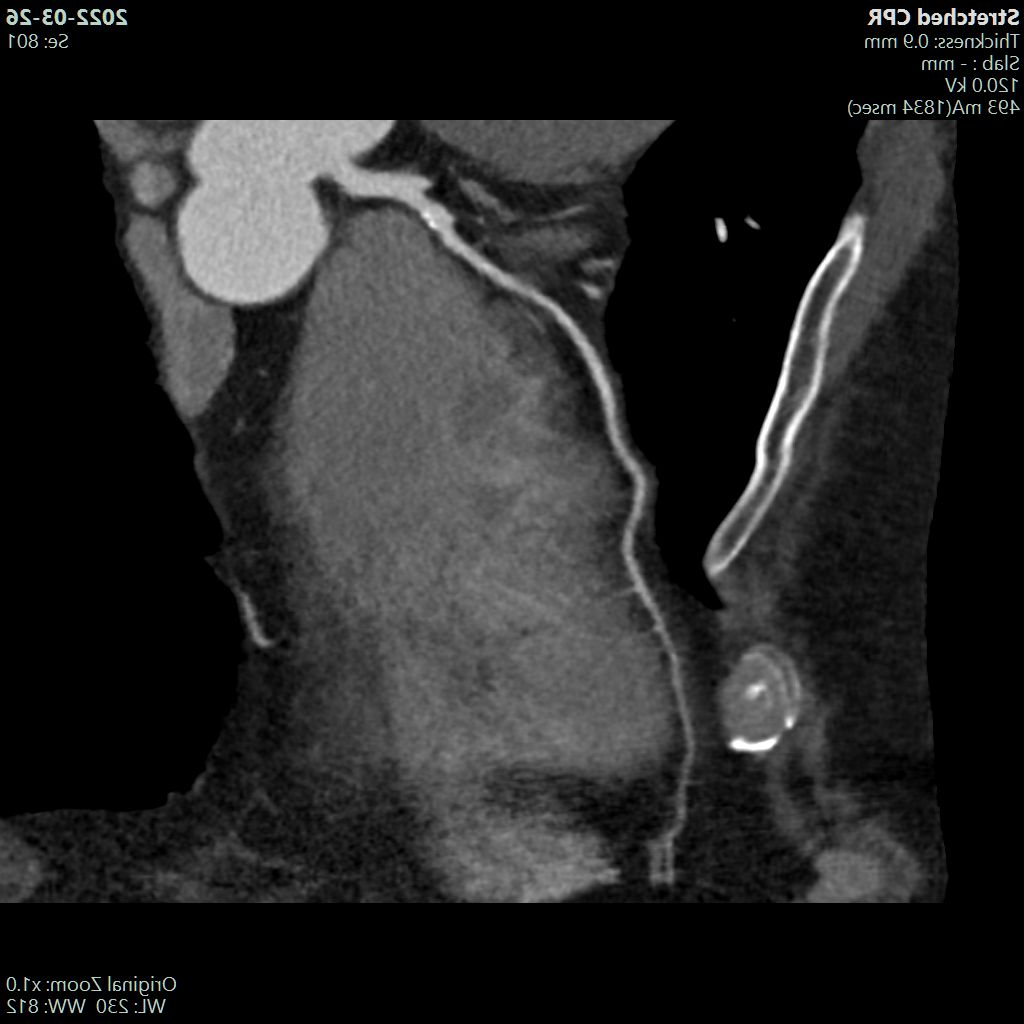 Stretched CPR
Thickness: 0.9 mm
Slab : - mm
120.0 kV
493 mA(1834 msec)
2022-03-26
Se: 801
Original Zoom: x1.0
WL: 230 WW: 812